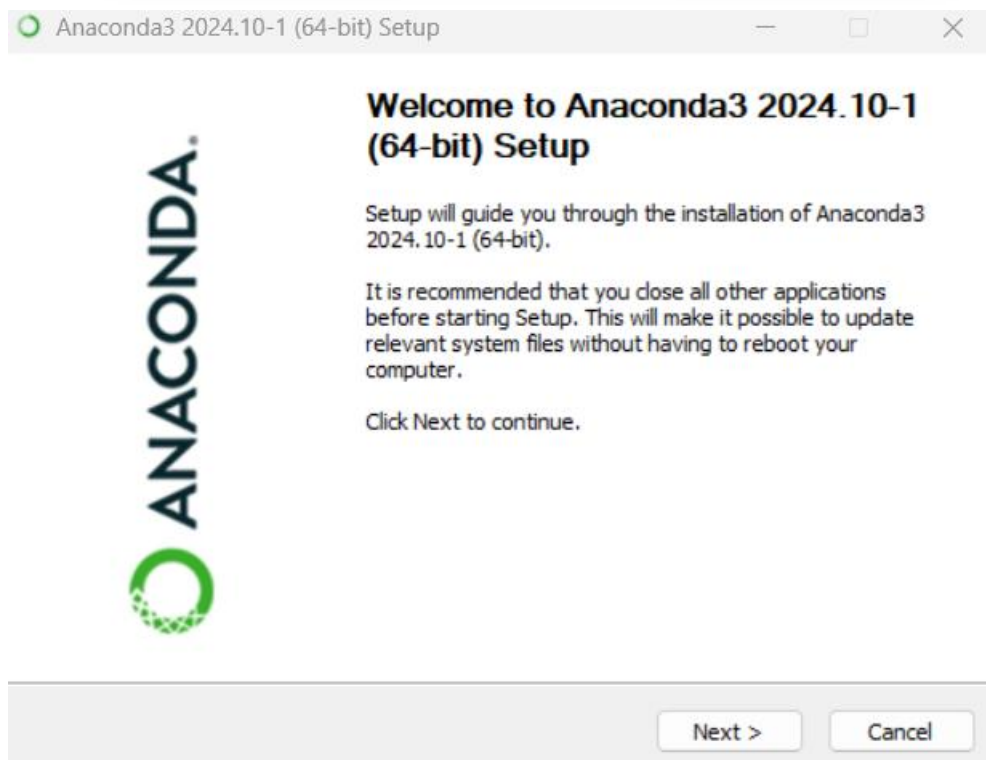 Anaconda3 2024.10-1 (64-bit) Setup
ANACONDA.
Welcome to Anaconda3 2024.10-1
(64-bit) Setup
Setup will guide you through the installation of Anaconda3
2024.10-1 (64-bit).
It is recommended that you close all other applications
before starting Setup. This will make it possible to update
relevant system files without having to reboot your
computer.
Click Next to continue.
Next >
Cancel